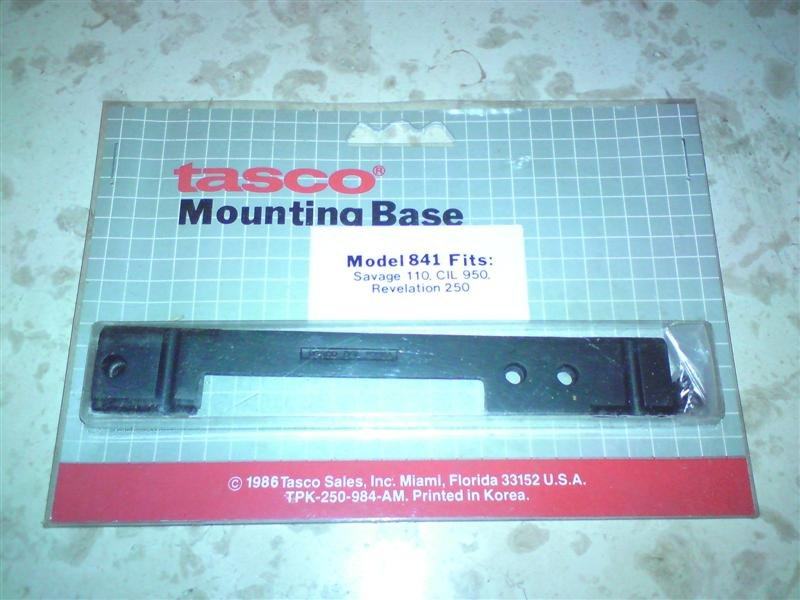 tasco®
Mounting Base
Model 841 Fits:
Savage 110, CIL 950,
Revelation 250
© 1986 Tasco Sales, Inc. Miami, Florida 33152 U.S.A.
TPK-250-984-AM. Printed in Korea.